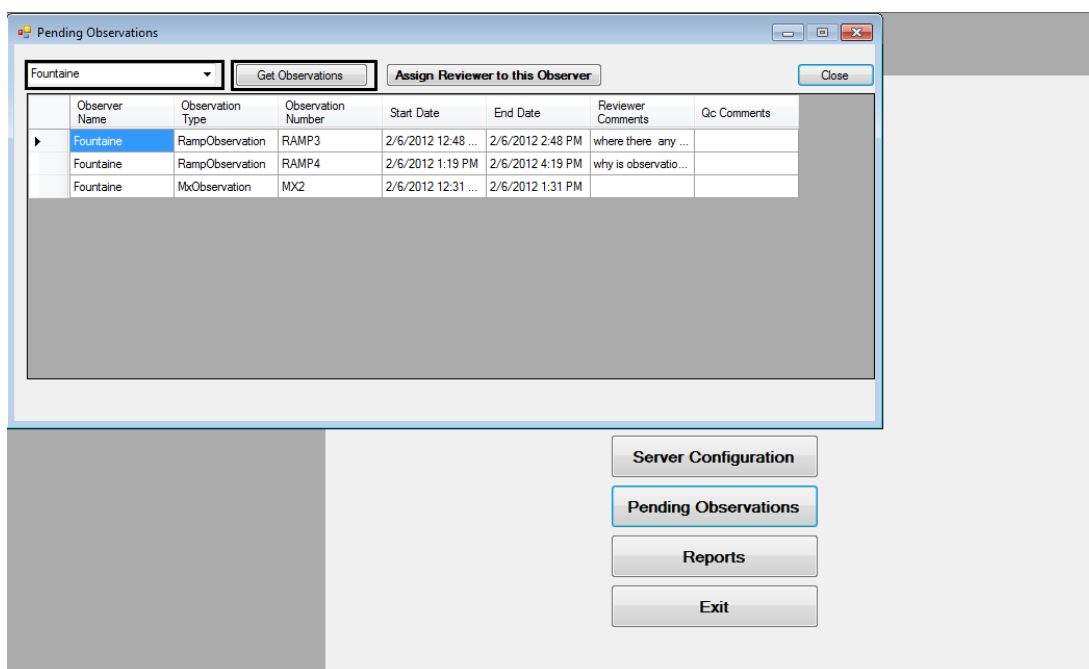 Pending Observations
Fountaine Get Observations Assign Reviewer to this Observer Close
Observer Name Observation Type Observation Number Start Date End Date Reviewer Comments Qc Comments
Fountaine RampObservation RAMP3 2/6/2012 12:48 ... 2/6/2012 2:48 PM where there any ...
Fountaine RampObservation RAMP4 2/6/2012 1:19 PM 2/6/2012 4:19 PM why is observatio...
Fountaine MxObservation MX2 2/6/2012 12:31 ... 2/6/2012 1:31 PM
Server Configuration
Pending Observations
Reports
Exit